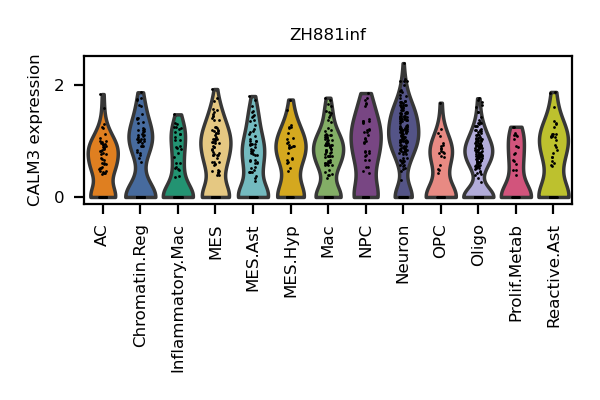 ZH881inf
CALM3 expression
2
0
AC
Chromatin.Reg
Inflammatory.Mac
MES
MES.Ast
MES.Hyp
Mac
NPC
Neuron
OPC
Oligo
Prolif.Metab
Reactive.Ast